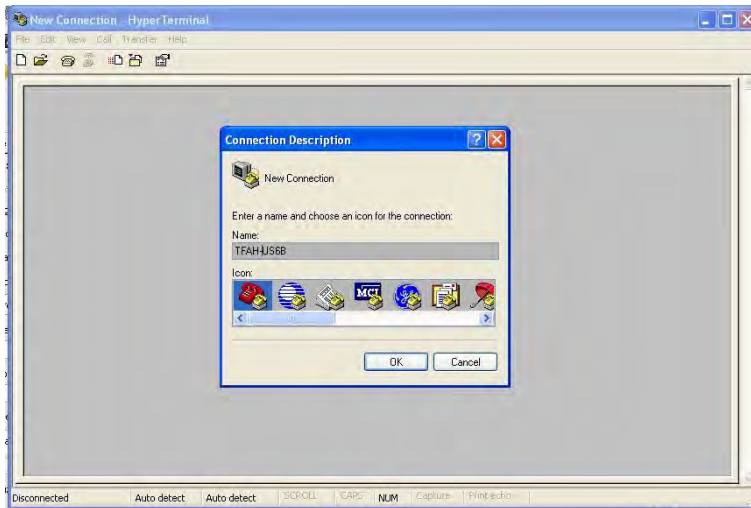 New Connection - HyperTerminal
File Edit View Call Transfer Help
Connection Description
New Connection
Enter a name and choose an icon for the connection:
Name:
TFAH-US6B
Icon:
MCI
OK Cancel
Disconnected Auto detect Auto detect SCROLL CAPS NUM Capture Print echo